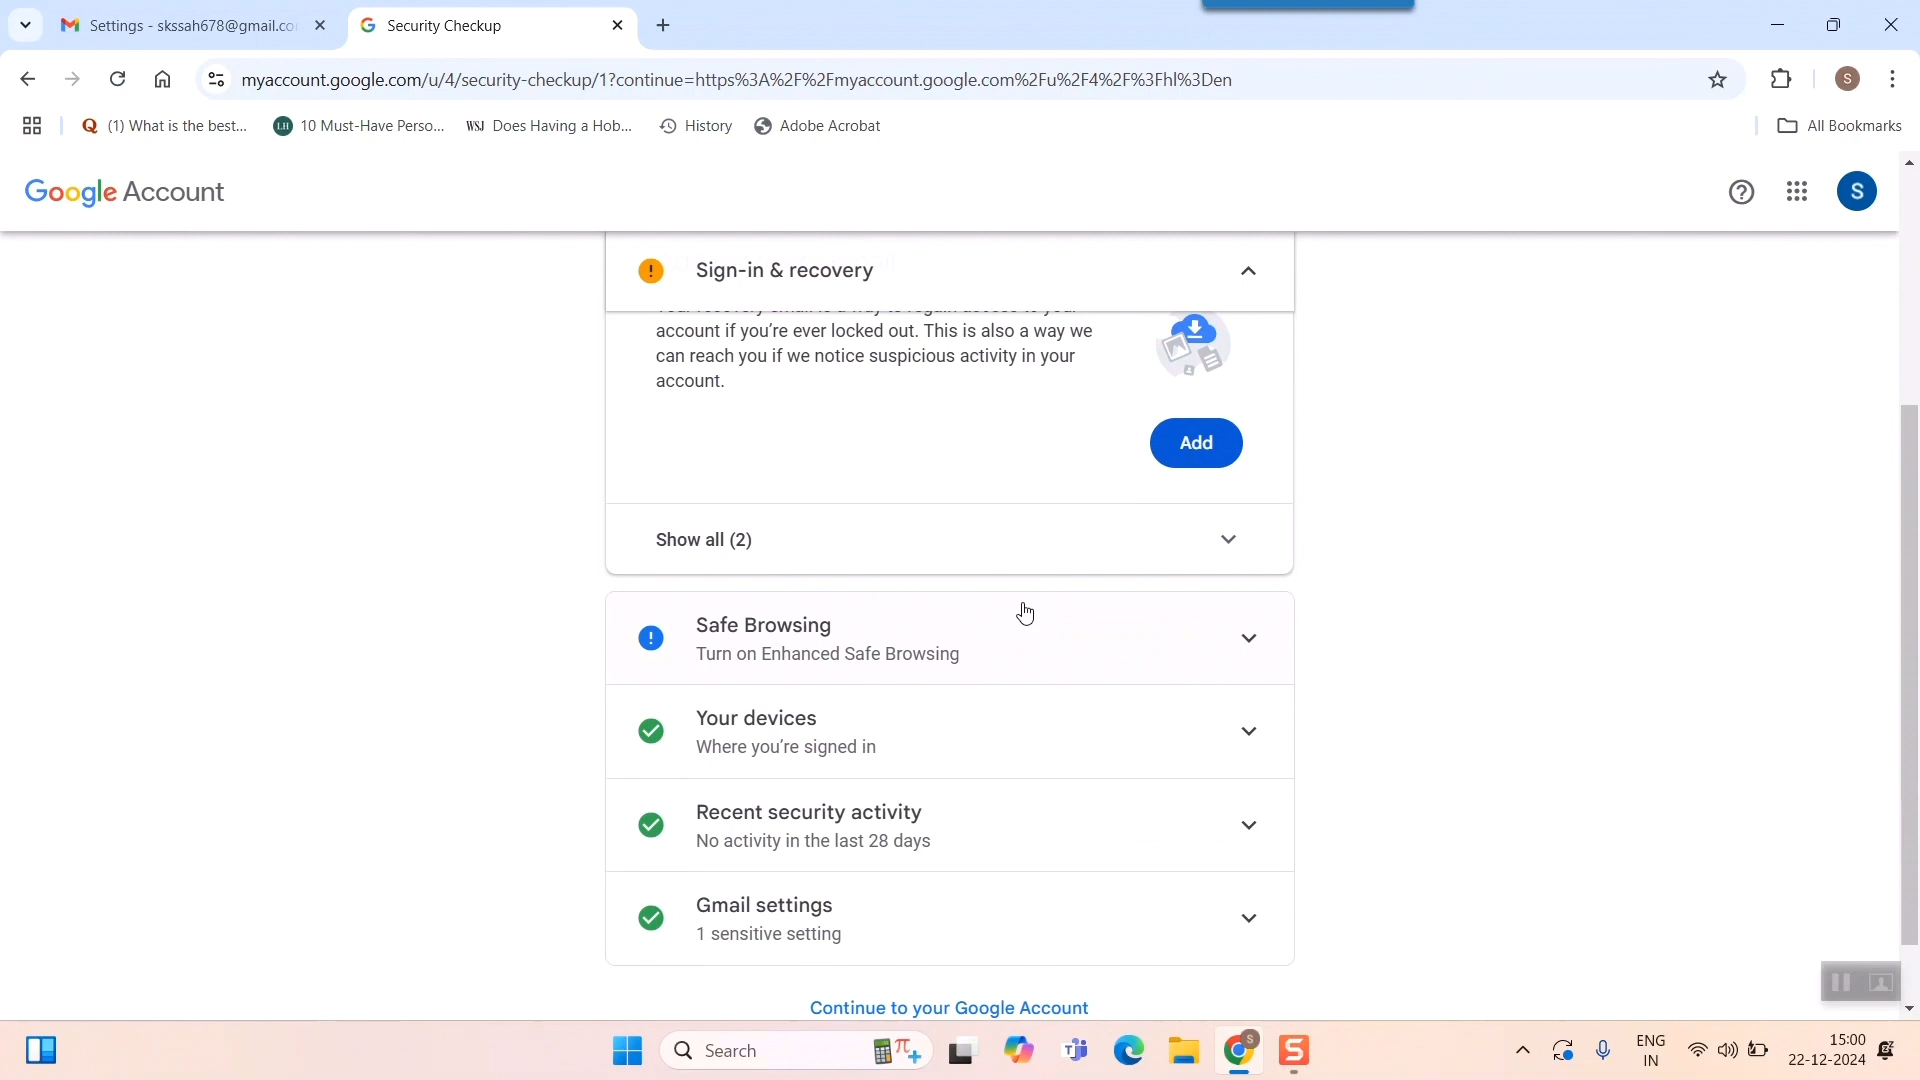 Settings - skssah678@gmail.co
Security Checkup
myaccount.google.com/u/4/security-checkup/1?continue=https%3A%2F%2Fmyaccount.google.com%2Fu%2F4%2F%3Fhl%3Den
S
(1) What is the best...
LH
10 Must-Have Perso...
WSJ
Does Having a Hob...
History
Adobe Acrobat
All Bookmarks
Google Account
S
Sign-in & recovery
account if you're ever locked out. This is also a way we
can reach you if we notice suspicious activity in your
account.
Add
Show all (2)
Safe Browsing
Turn on Enhanced Safe Browsing
Your devices
Where you're signed in
Recent security activity
No activity in the last 28 days
Gmail settings
1 sensitive setting
Continue to your Google Account
Search
ENG
IN
15:00
22-12-2024